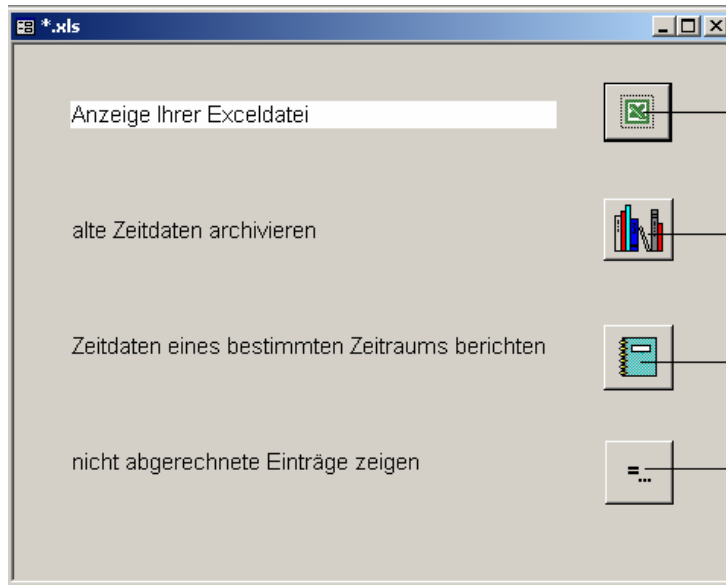 *.xls
Anzeige Ihrer Exceldatei
alte Zeitdaten archivieren
Zeitdaten eines bestimmten Zeitraums berichten
nicht abgerechnete Einträge zeigen
=...